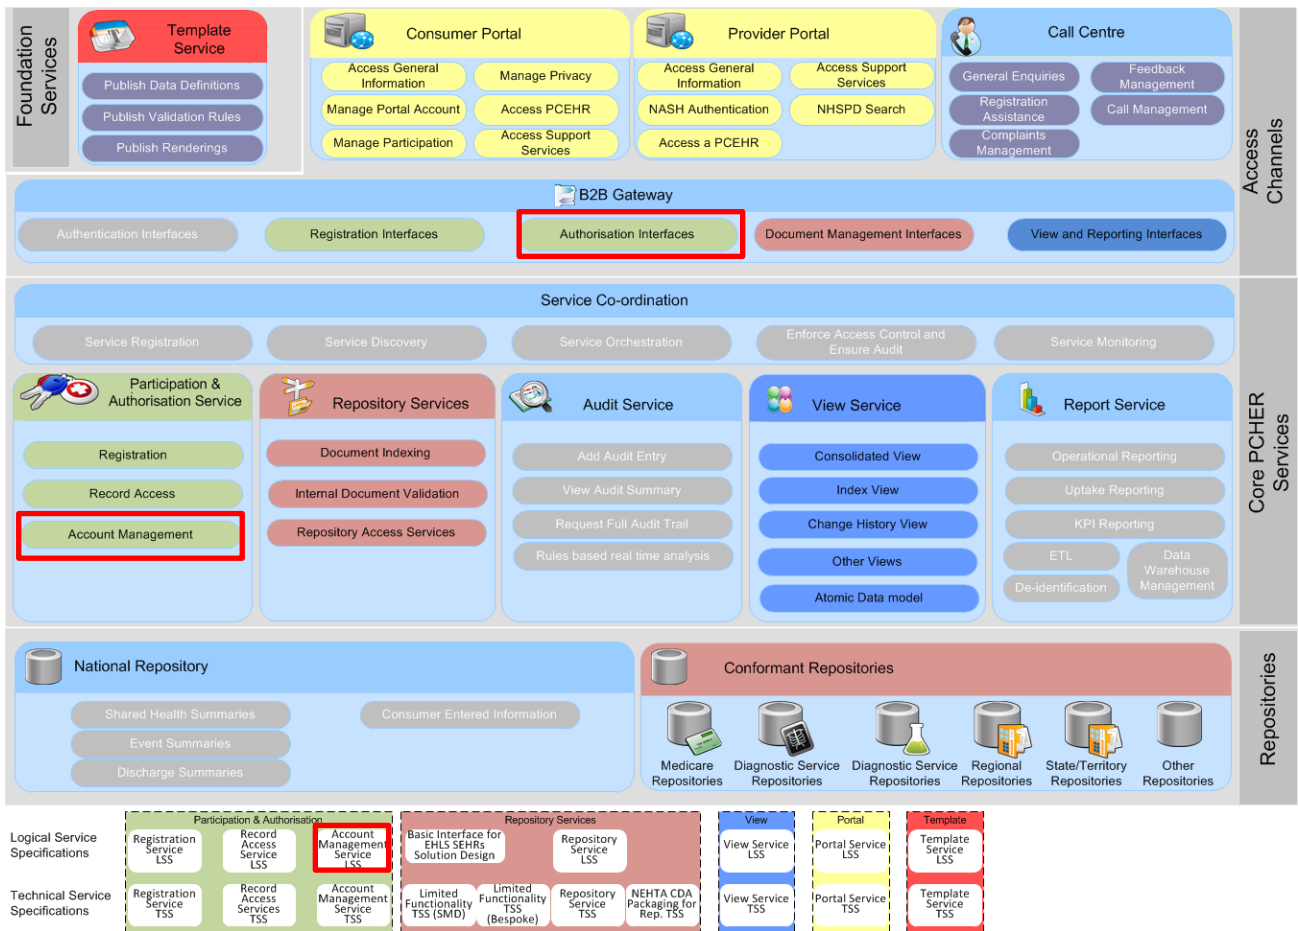 Foundation
Services
Template
Service
Publish Data Definitions
Publish Validation Rules
Publish Renderings
Consumer Portal
Access General
Information
Manage Privacy
Manage Portal Account
Access PCEHR
Manage Participation
Access Support
Services
Provider Portal
Access General
Information
Access Support
Services
NASH Authentication
NHSPD Search
Access a PCEHR
Call Centre
General Enquiries
Feedback
Management
Registration
Assistance
Call Management
Complaints
Management
Access
Channels
B2B Gateway
Authentication Interfaces
Registration Interfaces
Authorisation Interfaces
Document Management Interfaces
View and Reporting Interfaces
Service Co-ordination
Service Registration
Service Discovery
Service Orchestration
Enforce Access Control and
Ensure Audit
Service Monitoring
Core PCHER
Services
Participation &
Authorisation Service
Registration
Record Access
Account Management
Repository Services
Document Indexing
Internal Document Validation
Repository Access Services
Audit Service
Add Audit Entry
View Audit Summary
Request Full Audit Trail
Rules based real time analysis
View Service
Consolidated View
Index View
Change History View
Other Views
Atomic Data model
Report Service
Operational Reporting
Uptake Reporting
KPI Reporting
ETL
De-identification
Data
Warehouse
Management
National Repository
Shared Health Summaries
Consumer Entered Information
Event Summaries
Discharge Summaries
Conformant Repositories
Medicare
Repositories
Diagnostic Service
Repositories
Diagnostic Service
Repositories
Regional
Repositories
State/Territory
Repositories
Other
Repositories
Repositories
Logical Service
Specifications
Technical Service
Specifications
Participation & Authorisation
Registration
Service
LSS
Record
Access
Service
LSS
Account
Management
Service
LSS
Registration
Service
TSS
Record
Access
Services
TSS
Account
Management
Service
TSS
Repository Services
Basic Interface for
EHLS SEHRs
Solution Design
Repository
Service
LSS
Limited
Functionality
TSS (SMD)
Limited
Functionality
TSS
(Bespoke)
Repository
Service
TSS
NEHTA CDA
Packaging for
Rep. TSS
View
View Service
LSS
View Service
TSS
Portal
Portal Service
LSS
Portal Service
TSS
Template
Template
Service
LSS
Template
Service
TSS